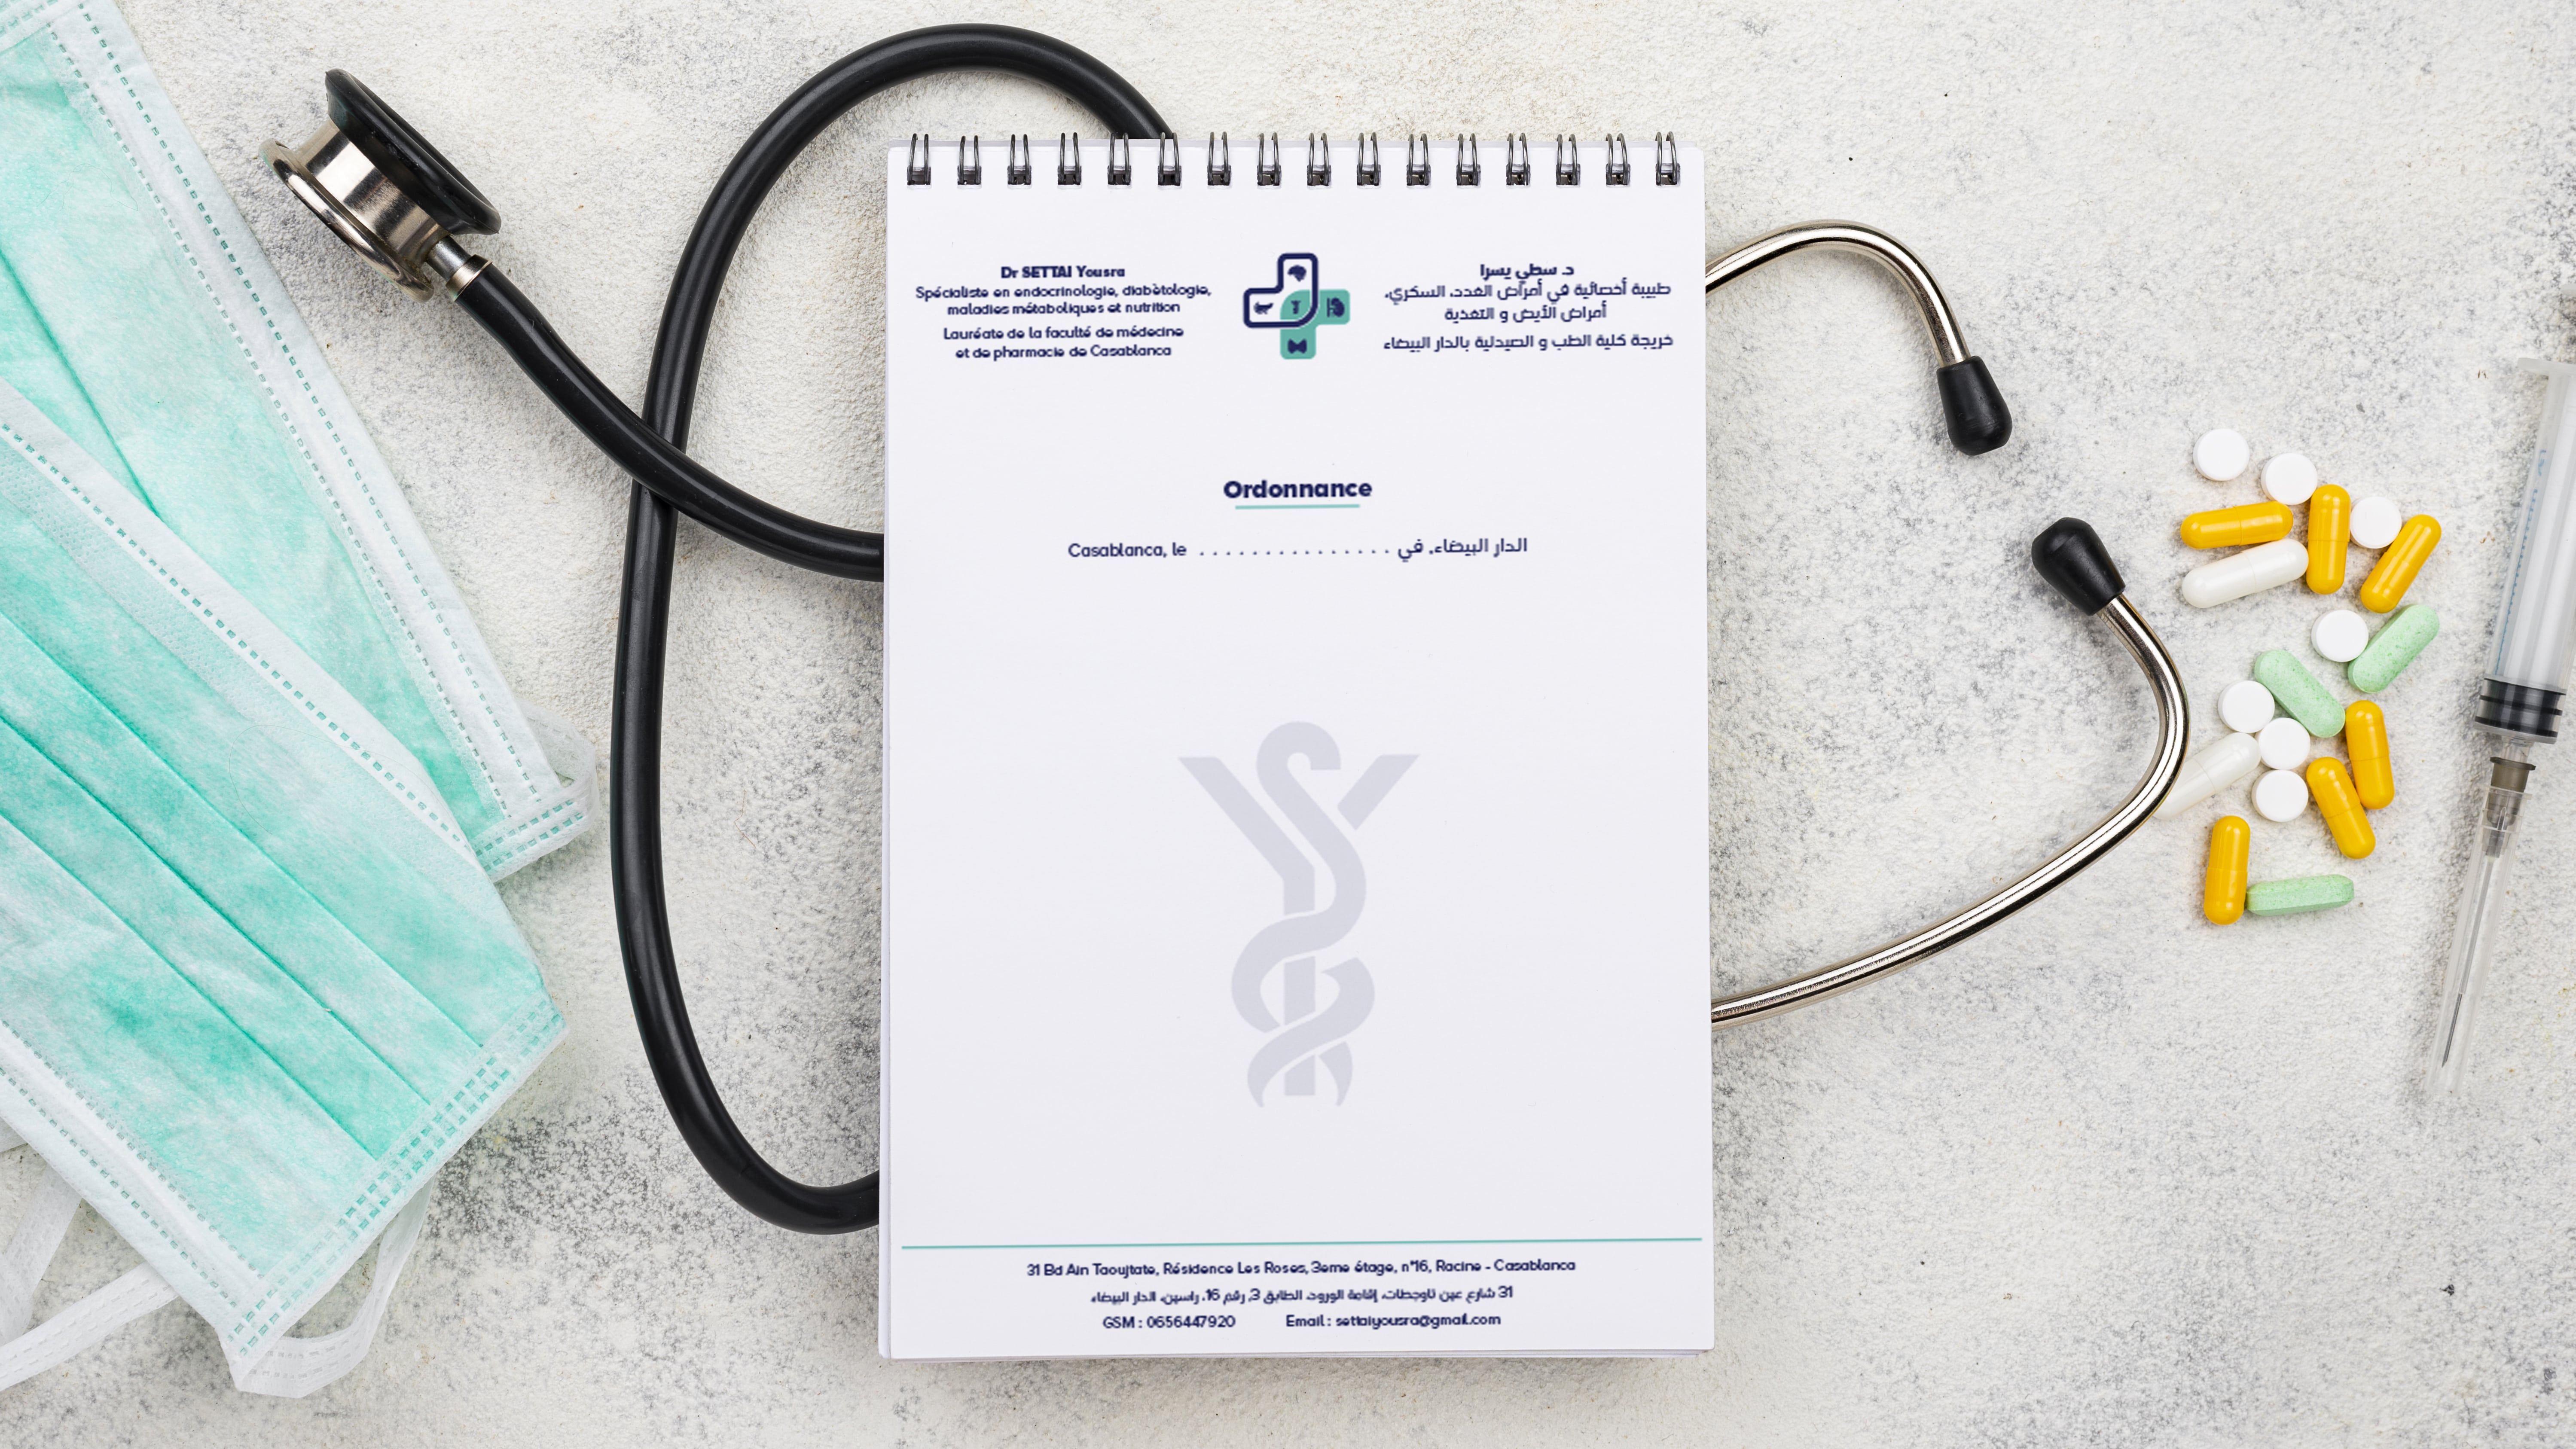 Dr SETTAI Yousra
Spécialiste en endocrinologie, diabètologie,
maladies métaboliques et nutrition
Lauréate de la faculté de médecine
et de pharmacie de Casablanca
د. سطي يسرا
طبيبة أخصائية في أمراض الغدد، السكري،
أمراض الأيض و التغذية
خريجة كلية الطب و الصيدلية بالدار البيضاء
Ordonnance
Casablanca, le ................ الدار البيضاء، في
31 Bd Ain Taoujtate, Résidence Les Roses, 3eme étage, n°16, Racine - Casablanca
31 شارع عين تاوجطات، إقامة الورود، الطابق 3, رقم 16، راسين، الدار البيضاء
GSM : 0656447920 Email : settaiyousra@gmail.com